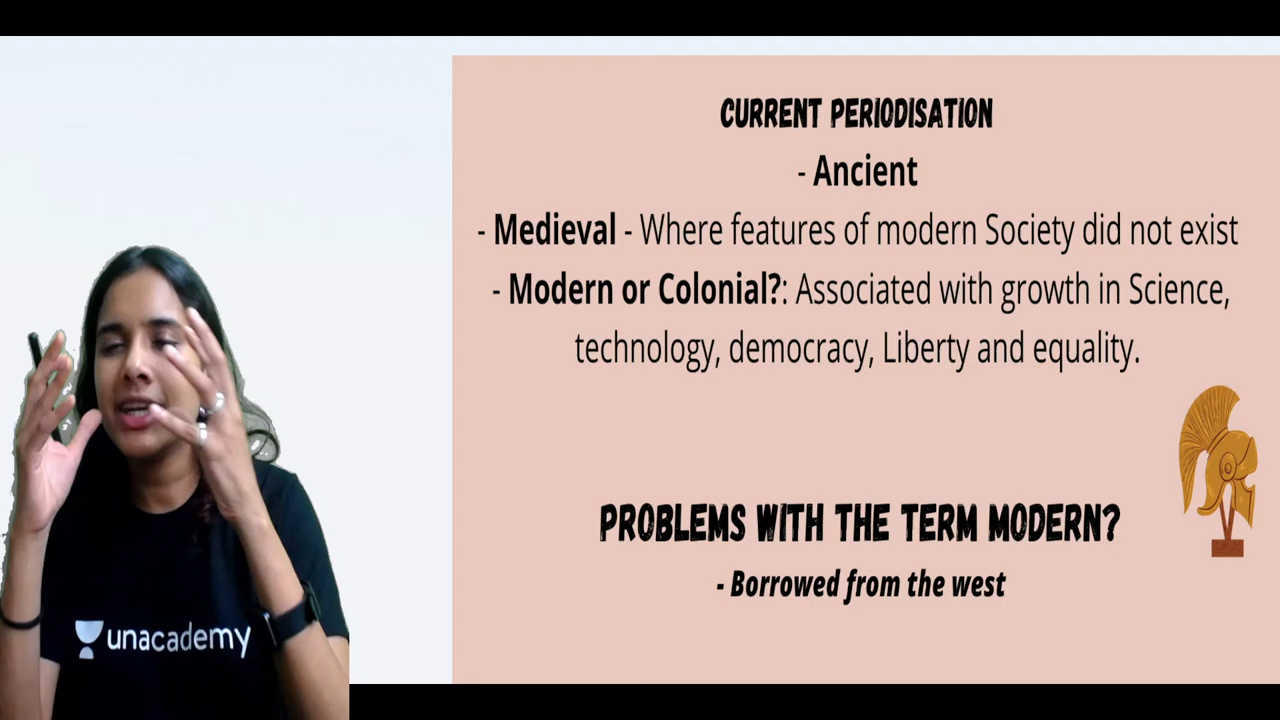 CURRENT PERIODISATION
- Ancient
- Medieval - Where features of modern Society did not exist
- Modern or Colonial?: Associated with growth in Science,
technology, democracy, Liberty and equality.
PROBLEMS WITH THE TERM MODERN?
- Borrowed from the west
unacademy